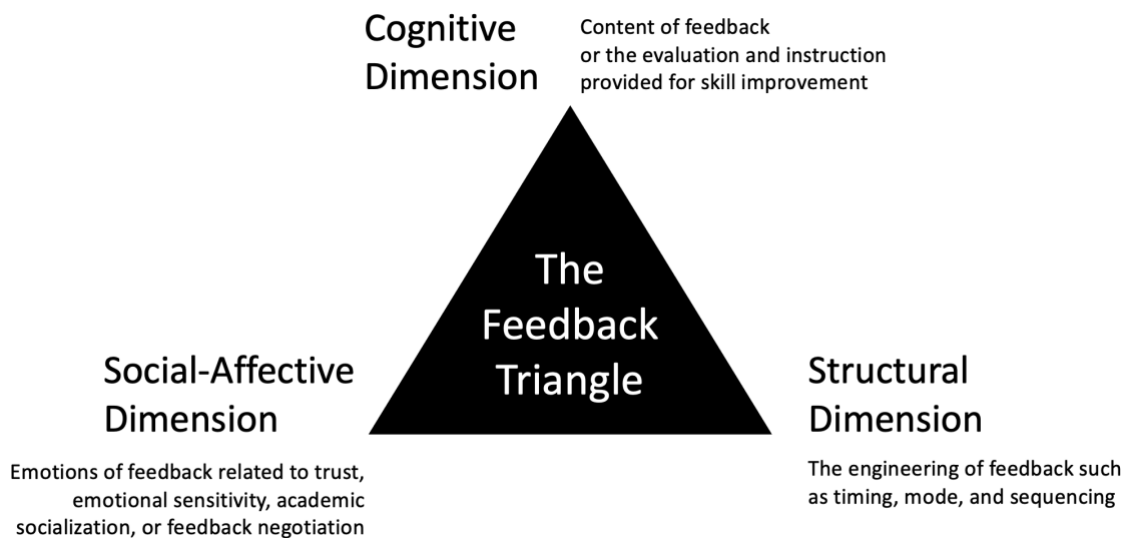 Cognitive
Dimension
Content of feedback
or the evaluation and instruction
provided for skill improvement
The
Feedback
Triangle
Social-Affective
Dimension
Emotions of feedback related to trust,
emotional sensitivity, academic
socialization, or feedback negotiation
Structural
Dimension
The engineering of feedback such
as timing, mode, and sequencing